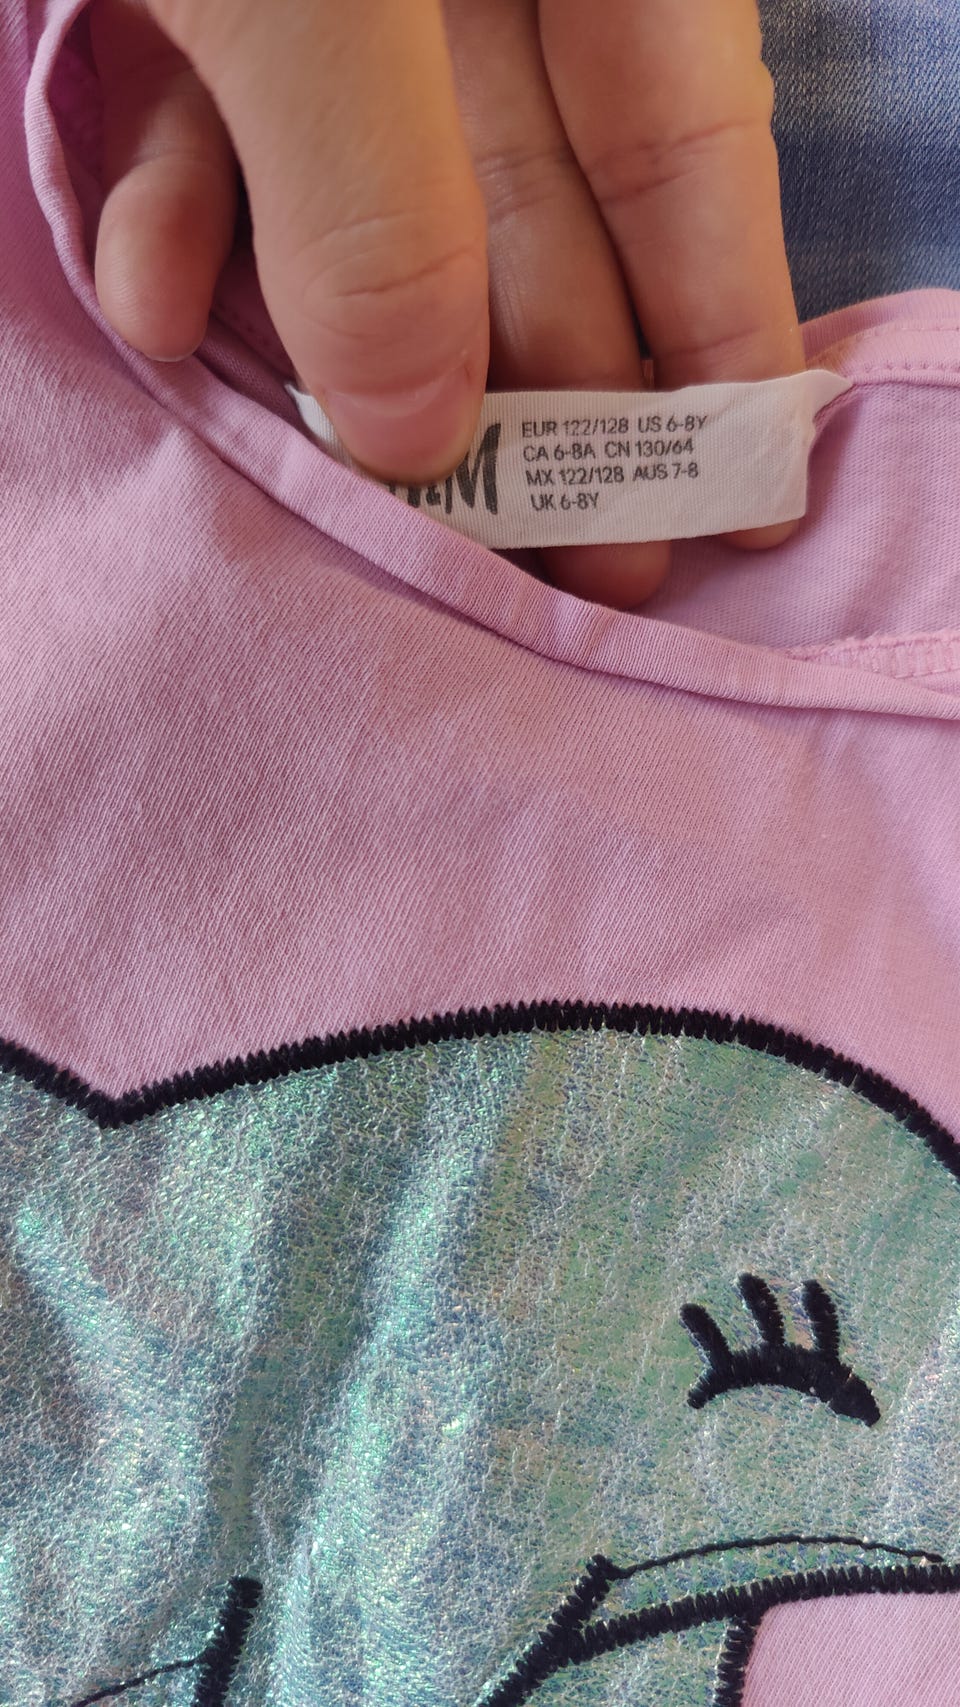 H&M
EUR 122/128 US 6-8Y
CA 6-8A CN 130/64
MX 122/128 AUS 7-8
UK 6-8Y